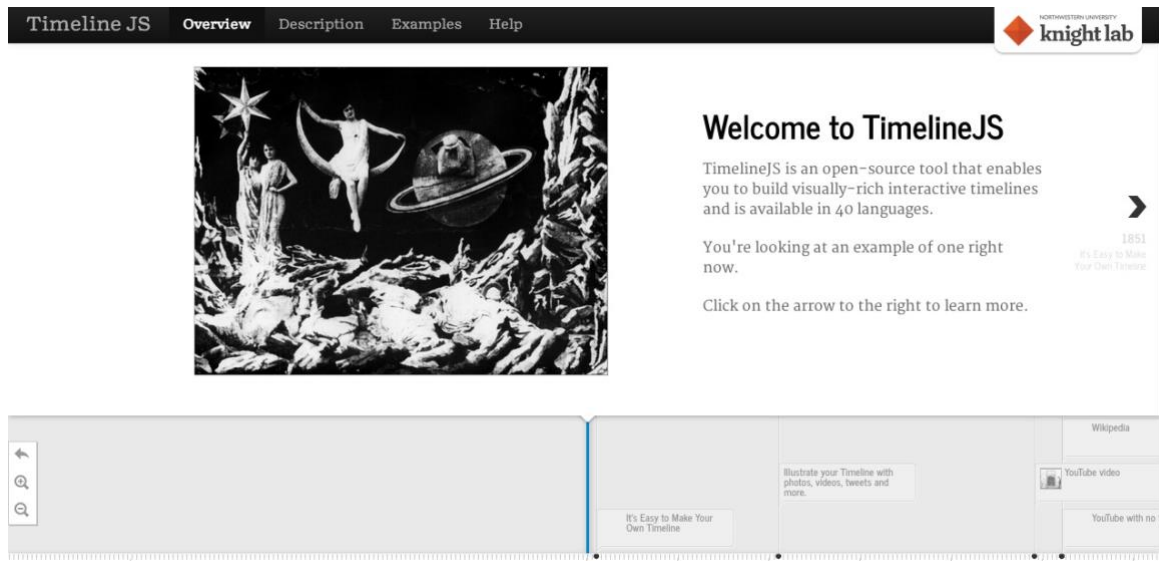 Timeline JS Overview Description Examples Help
NORTHWESTERN UNIVERSITY
knight lab
Welcome to TimelineJS
TimelineJS is an open-source tool that enables
you to build visually-rich interactive timelines
and is available in 40 languages.
You're looking at an example of one right
now.
Click on the arrow to the right to learn more.
1851
It's Easy to Make
Your Own Timeline
Wikipedia
Illustrate your Timeline with
photos, videos, tweets and
more.
YouTube video
It's Easy to Make Your
Own Timeline
YouTube with no